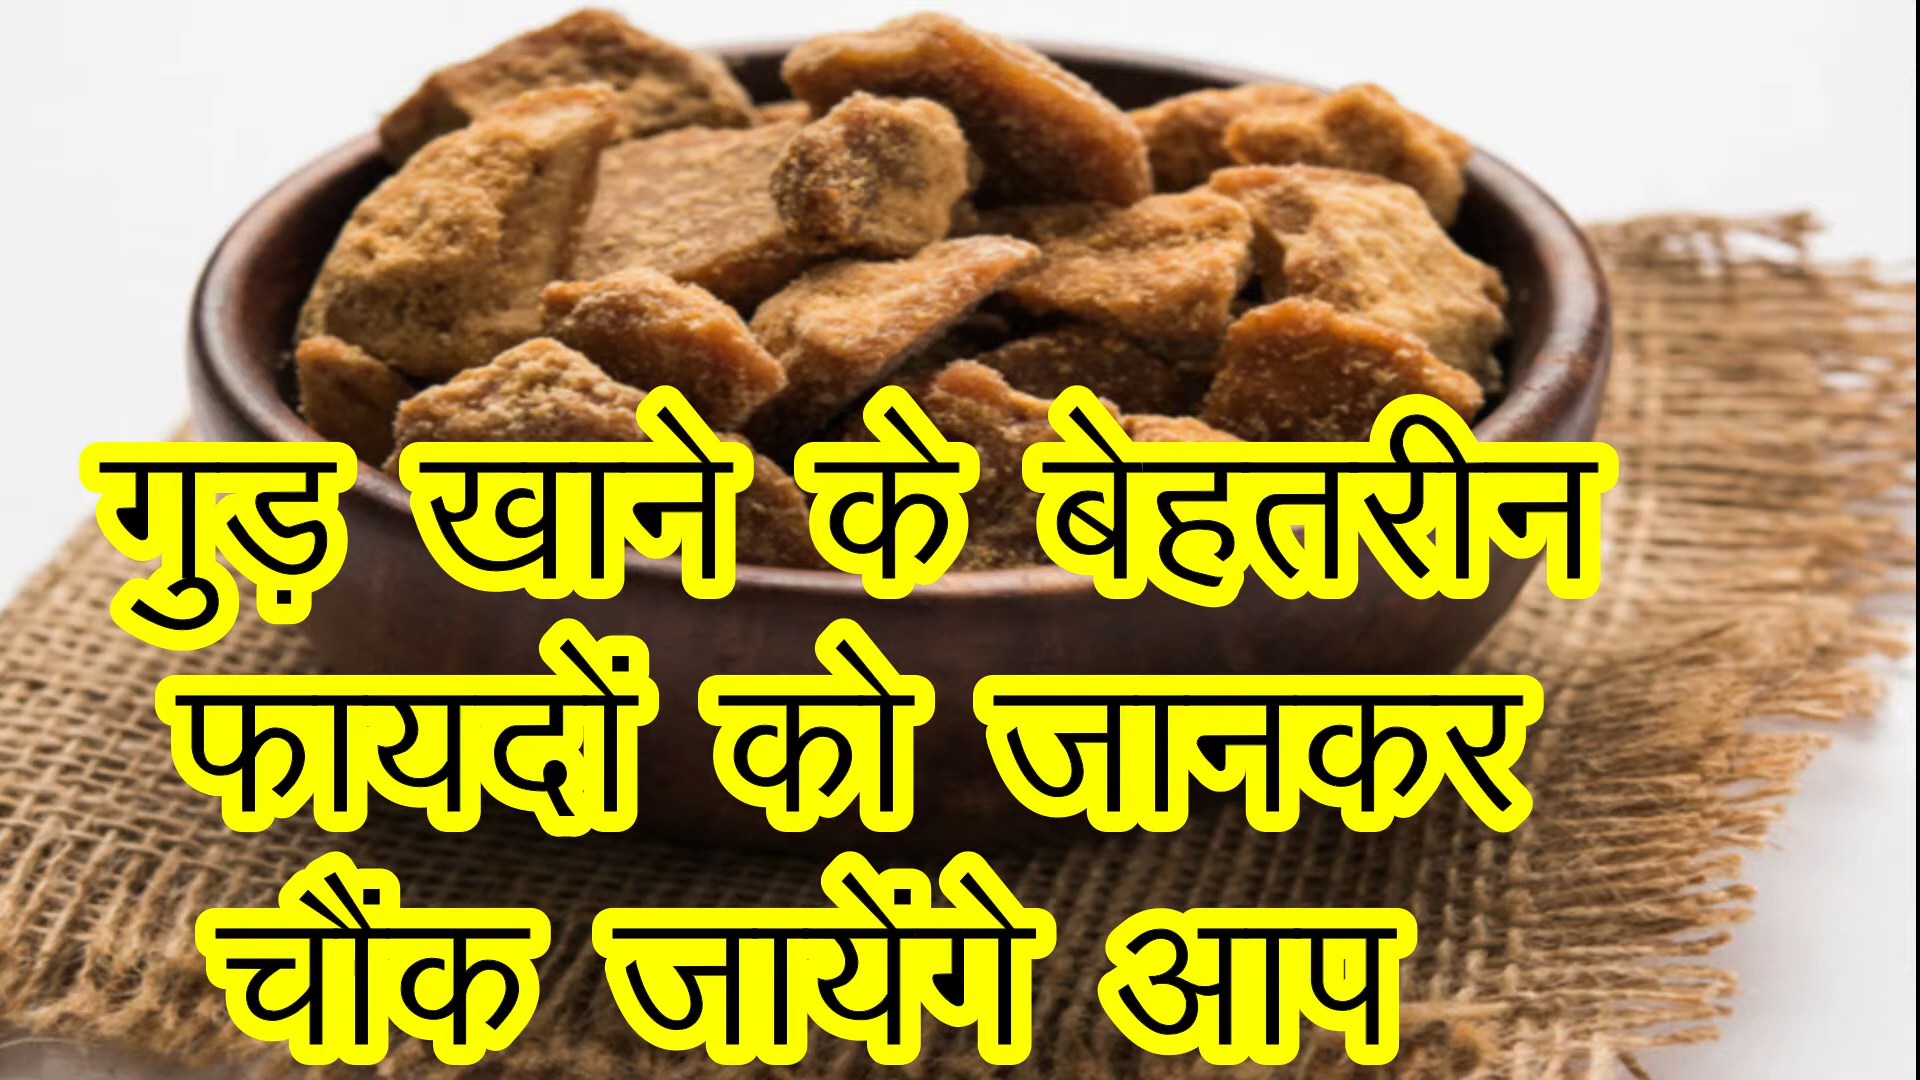 गुड़ खाने के बेहतरीन
फायदों को जानकर
चौंक जायेंगे आप